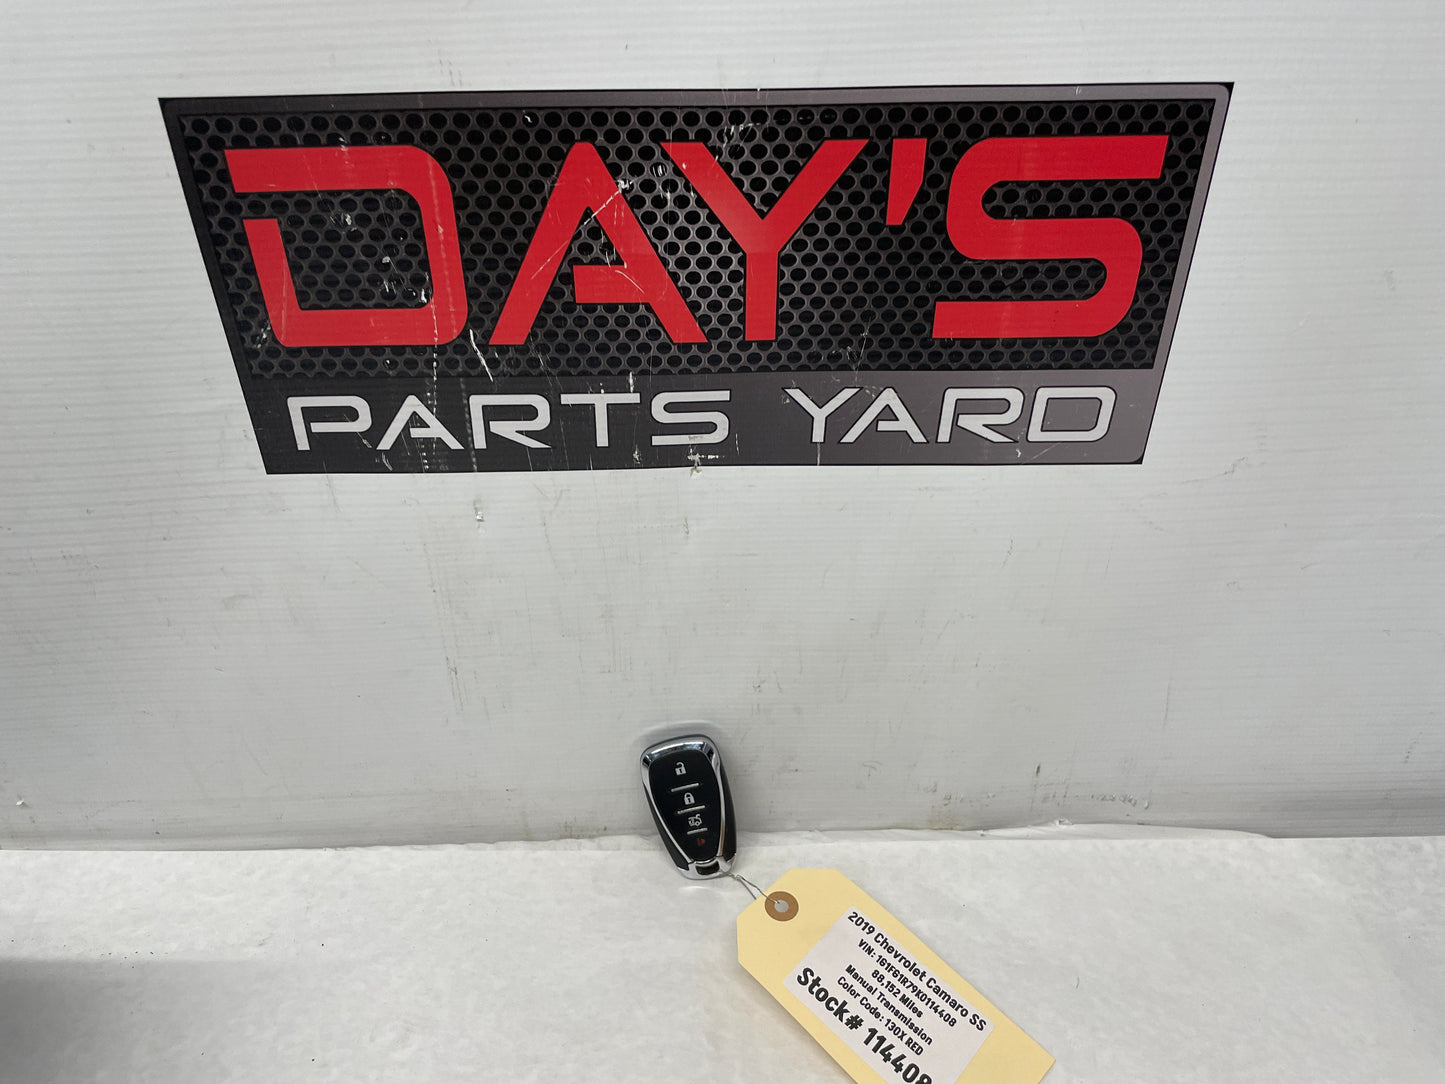 DAY'S
PARTS YARD
2019 Chevrolet Camaro SS
VIN: 161F61R79K0114408
88,152 Miles
Manual Transmission
Color Code: 130X RED
Stock# 114408